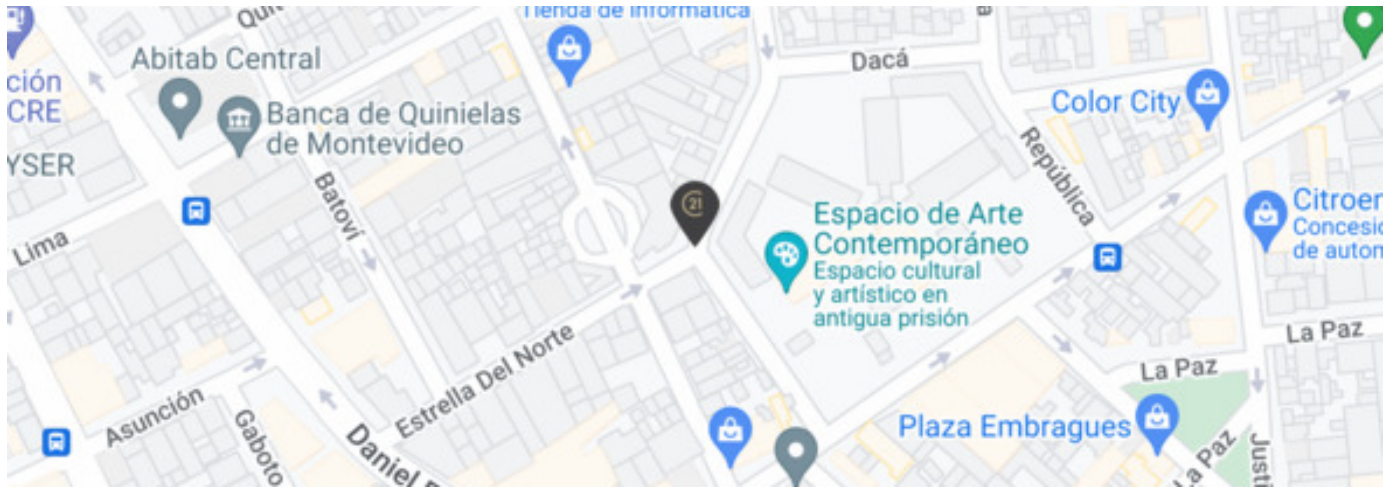 Tienda de Informática
Dacá
Abitab Central
ción
CRE
Banca de Quinielas
de Montevideo
Color City
YSER
República
Batoví
21
Espacio de Arte
Contemporáneo
Espacio cultural
y artístico en
antigua prisión
Citroen
Concesio
de autom
Lima
La Paz
La Paz
Estrella Del Norte
Asunción
Gaboto
Daniel
Plaza Embragues
La Paz
Justi